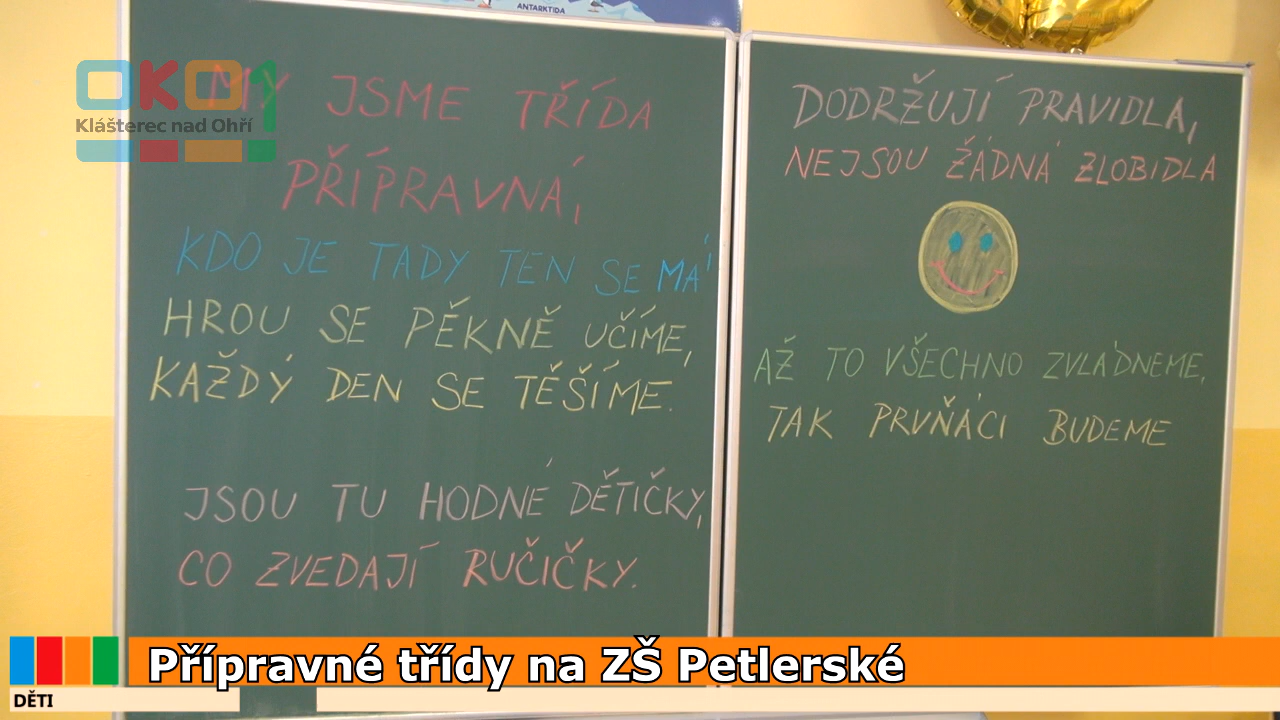 ANTARKTIDA
OKO1
Klášterec nad Ohří
MY JSME TŘÍDA
PŘÍPRAVNÁ,
KDO JE TADY TEN SE MÁ
HROU SE PĚKNĚ UČÍME,
KAŽDÝ DEN SE TĚŠÍME.
JSOU TU HODNÉ DĚTIČKY,
CO ZVEDAJÍ RUČIČKY.
DODRŽUJÍ PRAVIDLA,
NEJSOU ŽÁDNÁ ZLOBIDLA
AŽ TO VŠECHNO ZVLÁDNEME,
TAK PRVŇÁCI BUDEME
Přípravné třídy na ZŠ Petlerské
DĚTI